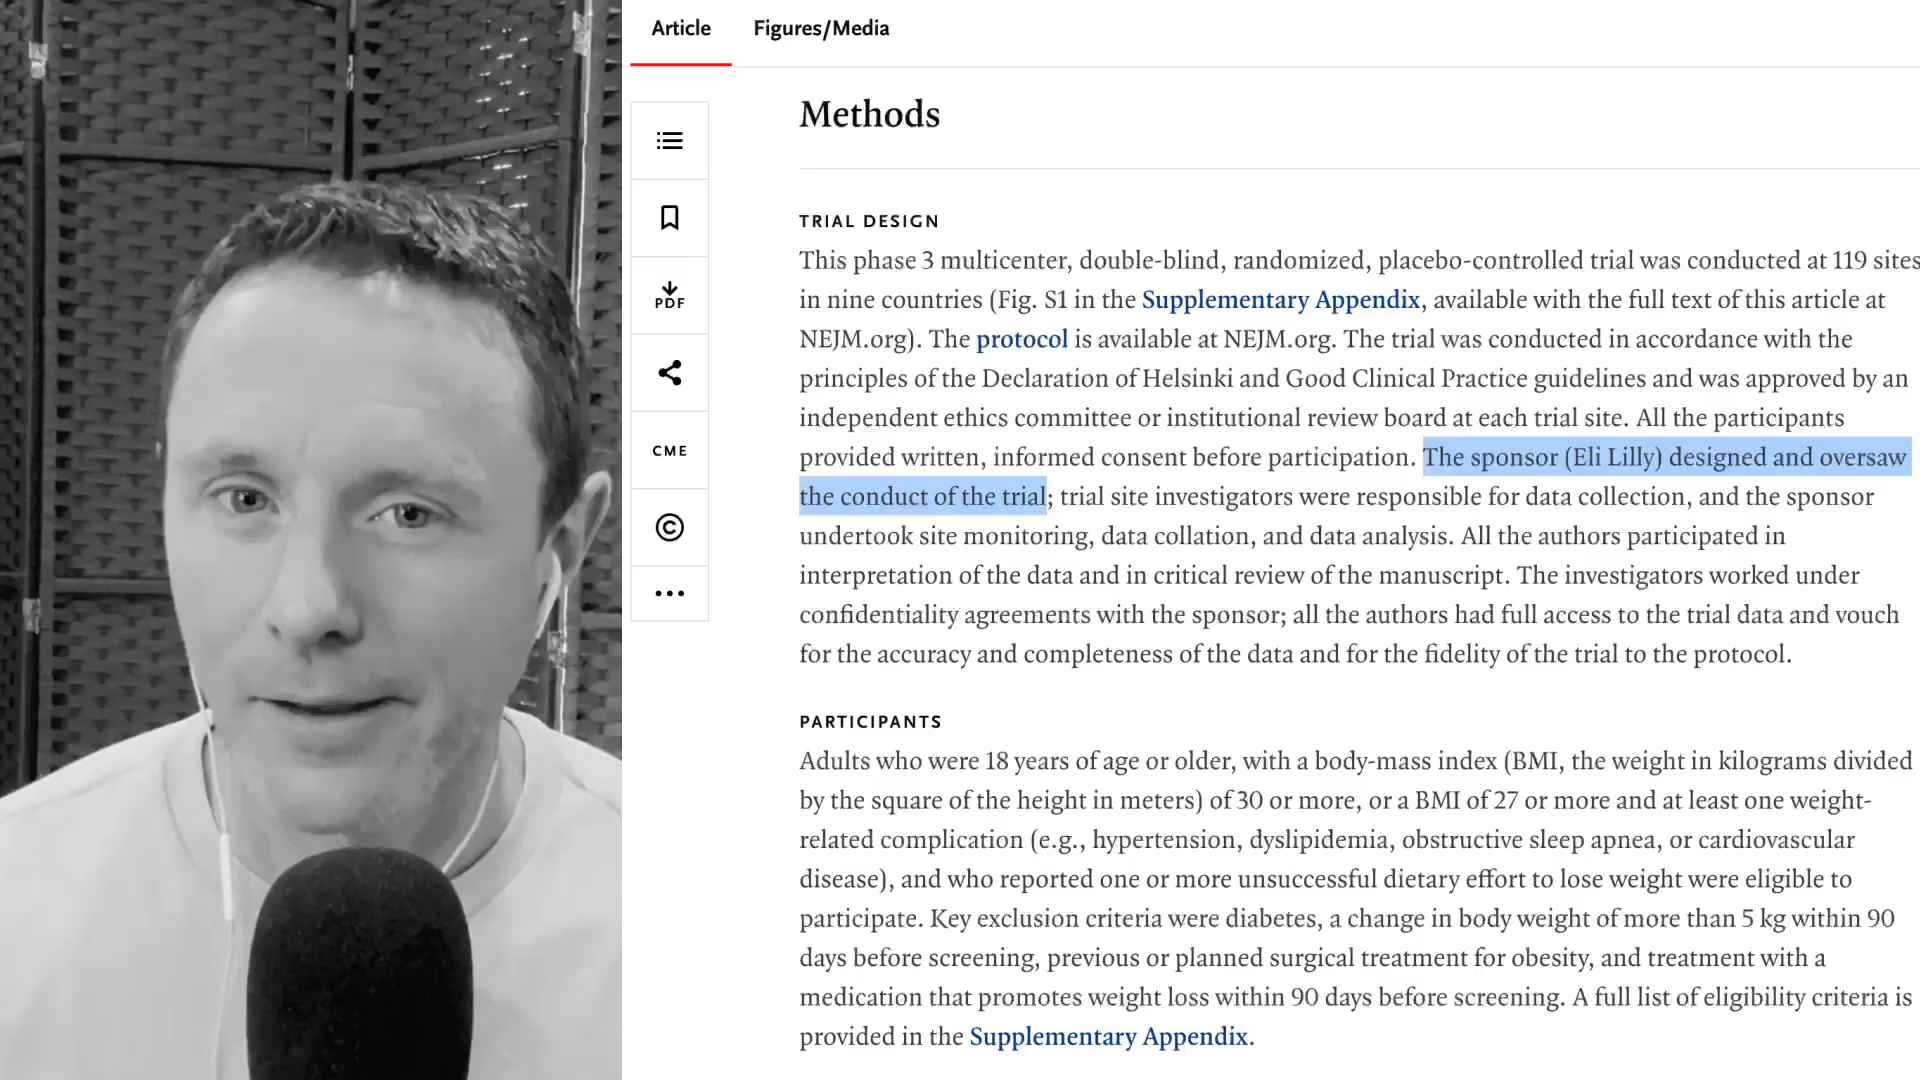 Article Figures/Media
Methods
PDF
CME
TRIAL DESIGN
This phase 3 multicenter, double-blind, randomized, placebo-controlled trial was conducted at 119 sites
in nine countries (Fig. S1 in the Supplementary Appendix, available with the full text of this article at
NEJM.org). The protocol is available at NEJM.org. The trial was conducted in accordance with the
principles of the Declaration of Helsinki and Good Clinical Practice guidelines and was approved by an
independent ethics committee or institutional review board at each trial site. All the participants
provided written, informed consent before participation. The sponsor (Eli Lilly) designed and oversaw
the conduct of the trial; trial site investigators were responsible for data collection, and the sponsor
undertook site monitoring, data collation, and data analysis. All the authors participated in
interpretation of the data and in critical review of the manuscript. The investigators worked under
confidentiality agreements with the sponsor; all the authors had full access to the trial data and vouch
for the accuracy and completeness of the data and for the fidelity of the trial to the protocol.
PARTICIPANTS
Adults who were 18 years of age or older, with a body-mass index (BMI, the weight in kilograms divided
by the square of the height in meters) of 30 or more, or a BMI of 27 or more and at least one weight-
related complication (e.g., hypertension, dyslipidemia, obstructive sleep apnea, or cardiovascular
disease), and who reported one or more unsuccessful dietary effort to lose weight were eligible to
participate. Key exclusion criteria were diabetes, a change in body weight of more than 5 kg within 90
days before screening, previous or planned surgical treatment for obesity, and treatment with a
medication that promotes weight loss within 90 days before screening. A full list of eligibility criteria is
provided in the Supplementary Appendix.